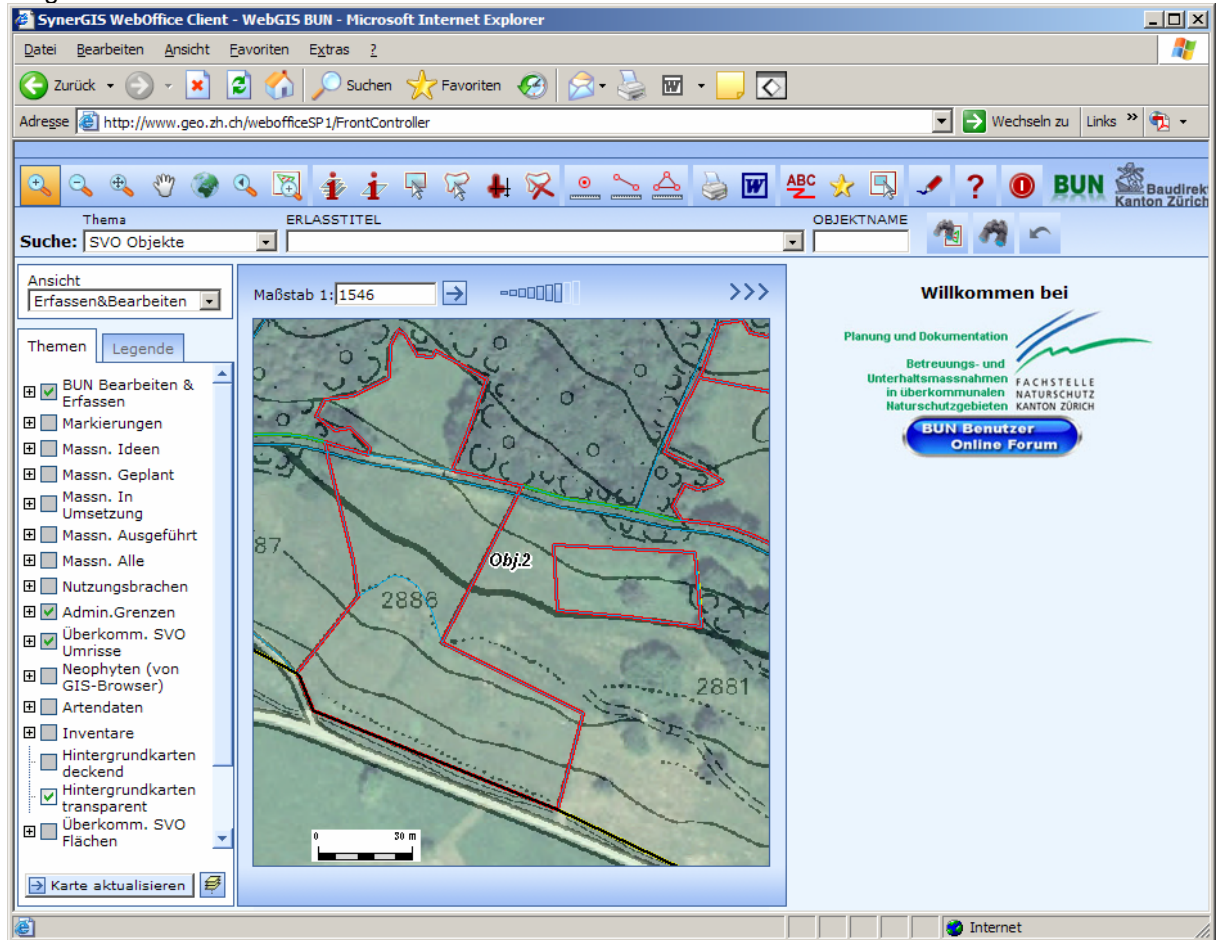 SynerGIS WebOffice Client - WebGIS BUN - Microsoft Internet Explorer
Datei Bearbeiten Ansicht Favoriten Extras ?
Zurück Suchen Favoriten
Adresse http://www.geo.zh.ch/webofficeSP1/FrontController Wechseln zu Links »
W ABC ? BUN Baudirekt
Kanton Zürich
Thema ERLASSTITEL OBJEKTNAME
Suche: SVO Objekte
Ansicht
Erfassen&Bearbeiten
Maßstab 1: 1546 >>>
Themen Legende
BUN Bearbeiten &
Erfassen
Markierungen
Massn. Ideen
Massn. Geplant
Massn. In
Umsetzung
Massn. Ausgeführt
Massn. Alle
Nutzungsbrachen
Admin.Grenzen
Überkomm. SVO
Umrisse
Neophyten (von
GIS-Browser)
Artendaten
Inventare
Hintergrundkarten
deckend
Hintergrundkarten
transparent
Überkomm. SVO
Flächen
Karte aktualisieren
87
Obj.2
2886
2881
0 30 m
Willkommen bei
Planung und Dokumentation
Betreuungs- und
Unterhaltsmassnahmen
in überkommunalen
Naturschutzgebieten
FACHSTELLE
NATURSCHUTZ
KANTON ZÜRICH
BUN Benutzer
Online Forum
Internet